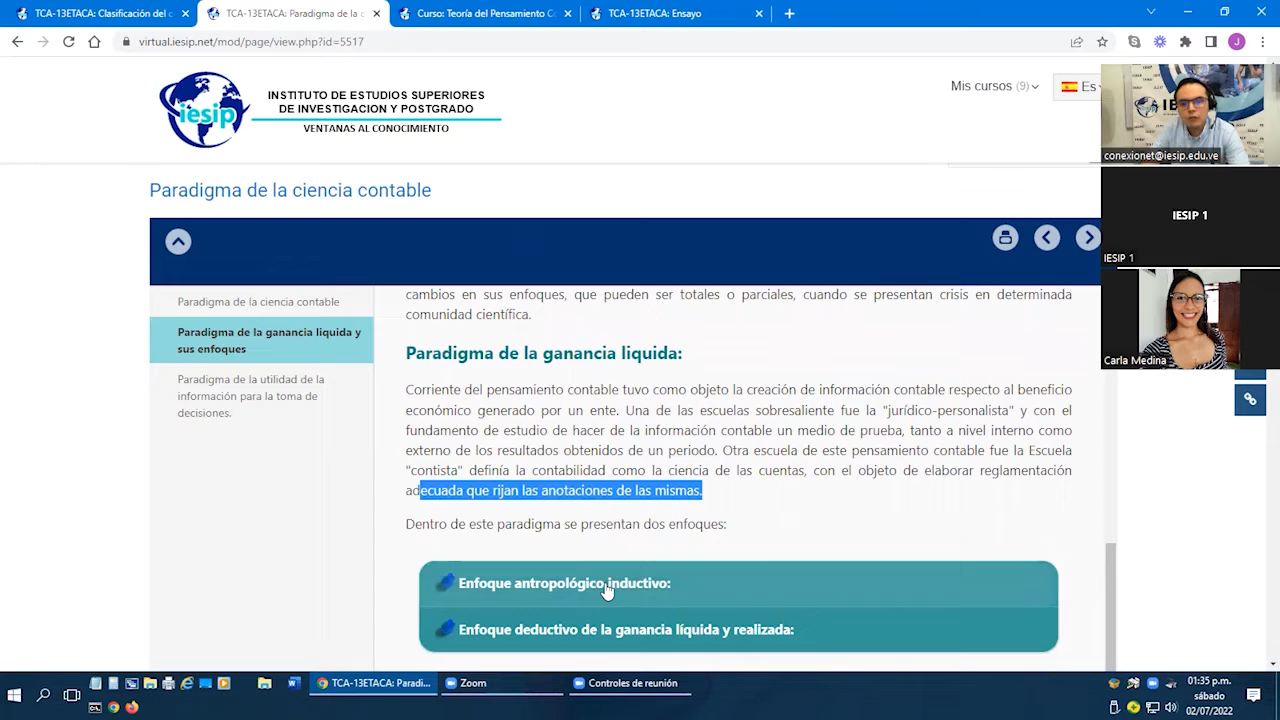 TCA-13ETACA: Clasificación del c
TCA-13ETACA: Paradigma de la c
Curso: Teoría del Pensamiento C
TCA-13ETACA: Ensayo
virtual.iesip.net/mod/page/view.php?id=5517
iesip
INSTITUTO DE ESTUDIOS SUPERIORES
DE INVESTIGACION Y POSTGRADO
VENTANAS AL CONOCIMIENTO
Mis cursos (9)
Es
conexionet@iesip.edu.ve
IESIP 1
IESIP 1
Carla Medina
Paradigma de la ciencia contable
Paradigma de la ciencia contable
Paradigma de la ganancia liquida y
sus enfoques
Paradigma de la utilidad de la
información para la toma de
decisiones.
cambios en sus enfoques, que pueden ser totales o parciales, cuando se presentan crisis en determinada
comunidad científica.
Paradigma de la ganancia liquida:
Corriente del pensamiento contable tuvo como objeto la creación de información contable respecto al beneficio
económico generado por un ente. Una de las escuelas sobresaliente fue la "jurídico-personalista" y con el
fundamento de estudio de hacer de la información contable un medio de prueba, tanto a nivel interno como
externo de los resultados obtenidos de un periodo. Otra escuela de este pensamiento contable fue la Escuela
"contista" definía la contabilidad como la ciencia de las cuentas, con el objeto de elaborar reglamentación
adecuada que rijan las anotaciones de las mismas.
Dentro de este paradigma se presentan dos enfoques:
Enfoque antropológico inductivo:
Enfoque deductivo de la ganancia líquida y realizada:
TCA-13ETACA: Paradi...
Zoom
Controles de reunión
01:35 p.m.
sábado
02/07/2022